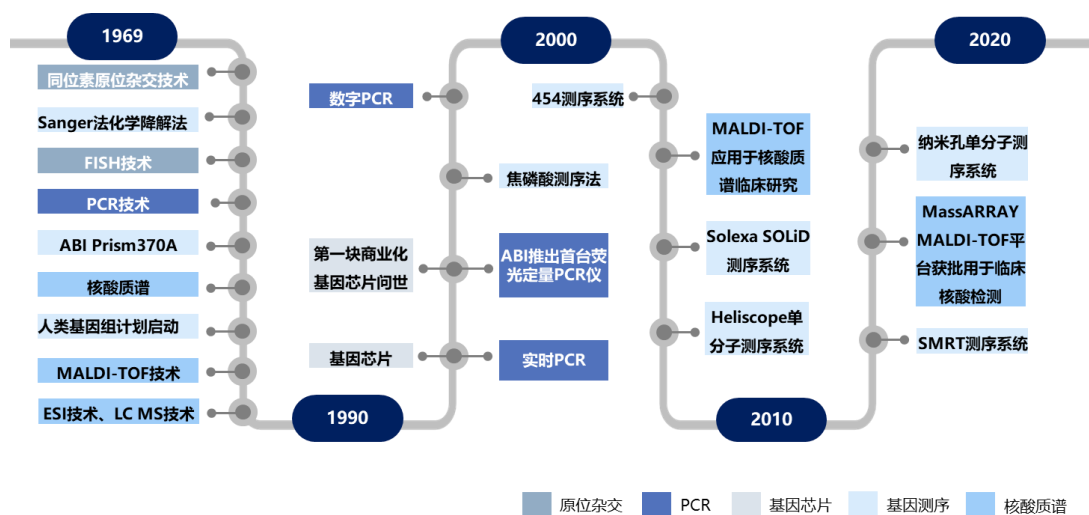 1969
同位素原位杂交技术
Sanger法化学降解法
FISH技术
PCR技术
ABI Prism370A
核酸质谱
人类基因组计划启动
MALDI-TOF技术
ESI技术、LC MS技术
1990
基因芯片
实时PCR
第一块商业化
基因芯片问世
ABI推出首台荧
光定量PCR仪
焦磷酸测序法
数字PCR
2000
454测序系统
MALDI-TOF
应用于核酸质
谱临床研究
Solexa SOLiD
测序系统
Heliscope单
分子测序系统
2010
SMRT测序系统
MassARRAY
MALDI-TOF平
台获批用于临床
核酸检测
纳米孔单分子测
序系统
2020
原位杂交
PCR
基因芯片
基因测序
核酸质谱